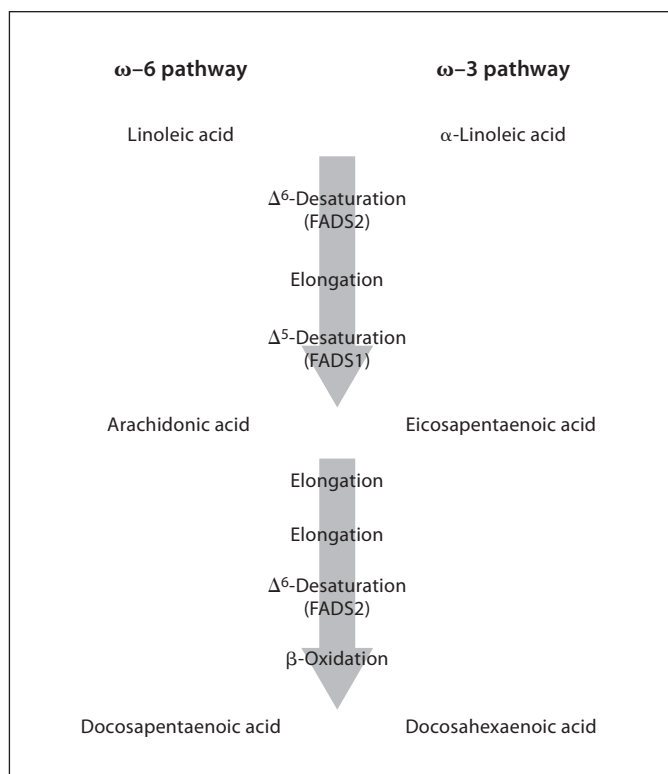 ω–6 pathway
ω–3 pathway
Linoleic acid
α-Linoleic acid
Δ⁶-Desaturation
(FADS2)
Elongation
Δ⁵-Desaturation
(FADS1)
Arachidonic acid
Eicosapentaenoic acid
Elongation
Elongation
Δ⁶-Desaturation
(FADS2)
β-Oxidation
Docosapentaenoic acid
Docosahexaenoic acid